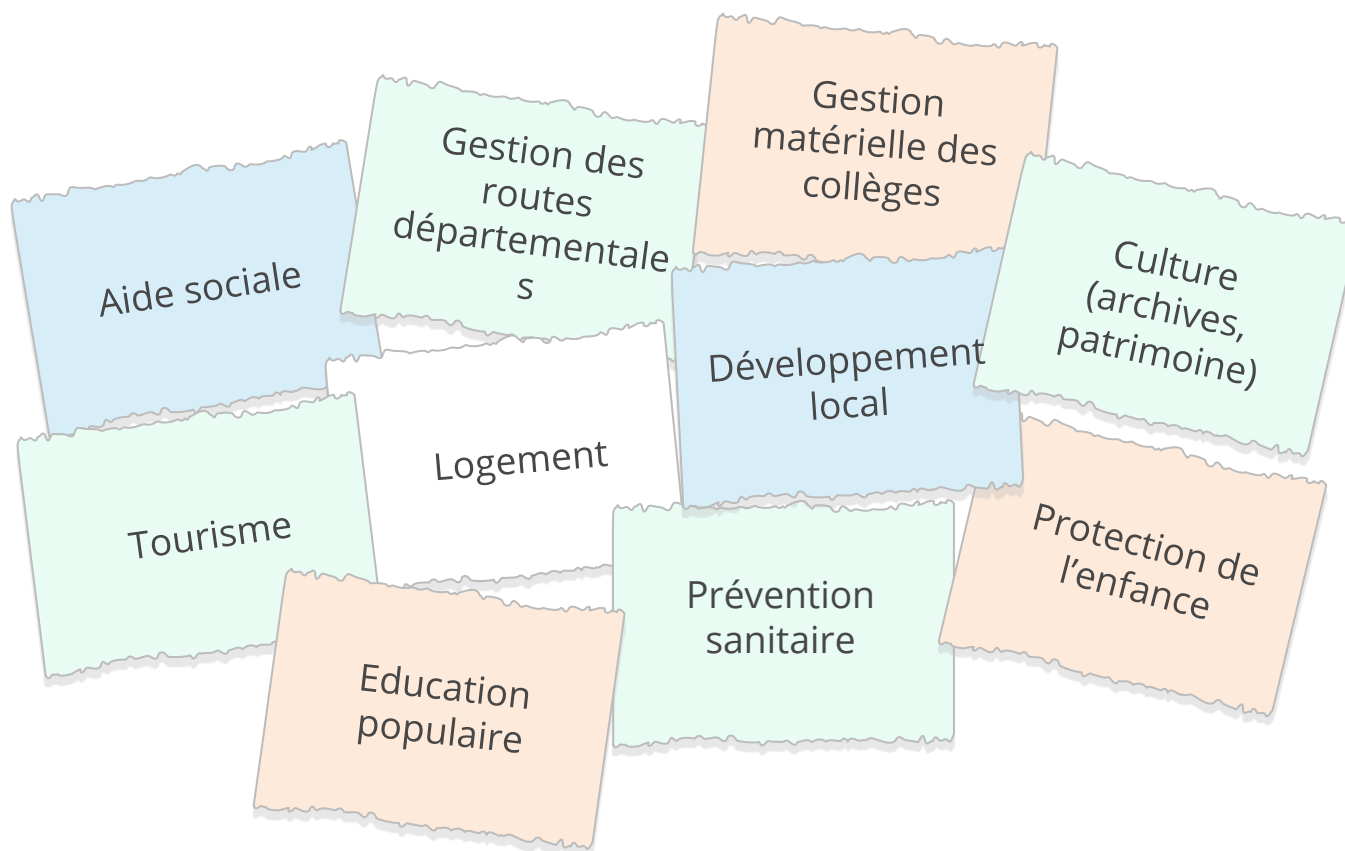 Gestion
matérielle des
collèges
Gestion des
routes
départementale
s
Aide sociale
Culture
(archives,
patrimoine)
Développement
local
Logement
Tourisme
Protection de
l’enfance
Prévention
sanitaire
Education
populaire